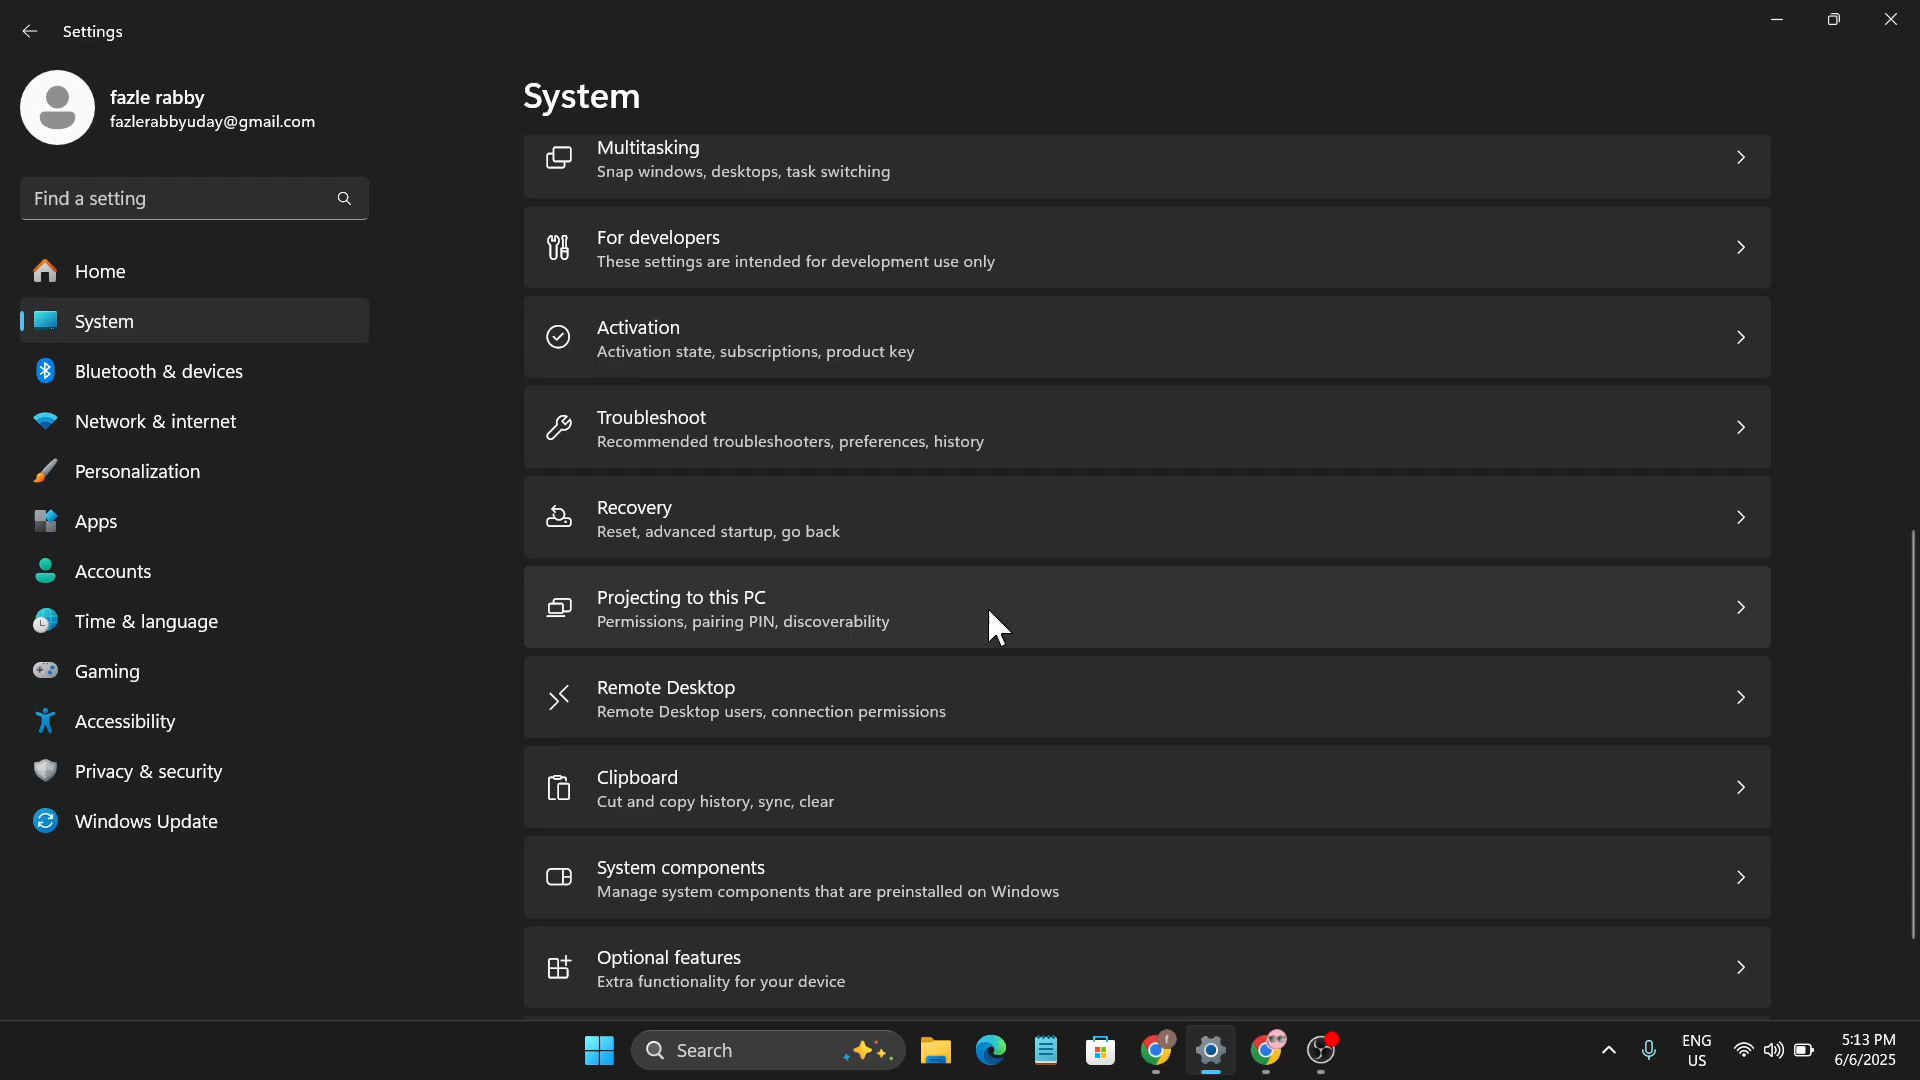 Settings
fazle rabby
fazlerabbyuday@gmail.com
Find a setting
Home
System
Bluetooth & devices
Network & internet
Personalization
Apps
Accounts
Time & language
Gaming
Accessibility
Privacy & security
Windows Update
System
Multitasking
Snap windows, desktops, task switching
For developers
These settings are intended for development use only
Activation
Activation state, subscriptions, product key
Troubleshoot
Recommended troubleshooters, preferences, history
Recovery
Reset, advanced startup, go back
Projecting to this PC
Permissions, pairing PIN, discoverability
Remote Desktop
Remote Desktop users, connection permissions
Clipboard
Cut and copy history, sync, clear
System components
Manage system components that are preinstalled on Windows
Optional features
Extra functionality for your device
Search
f
ENG
US
5:13 PM
6/6/2025